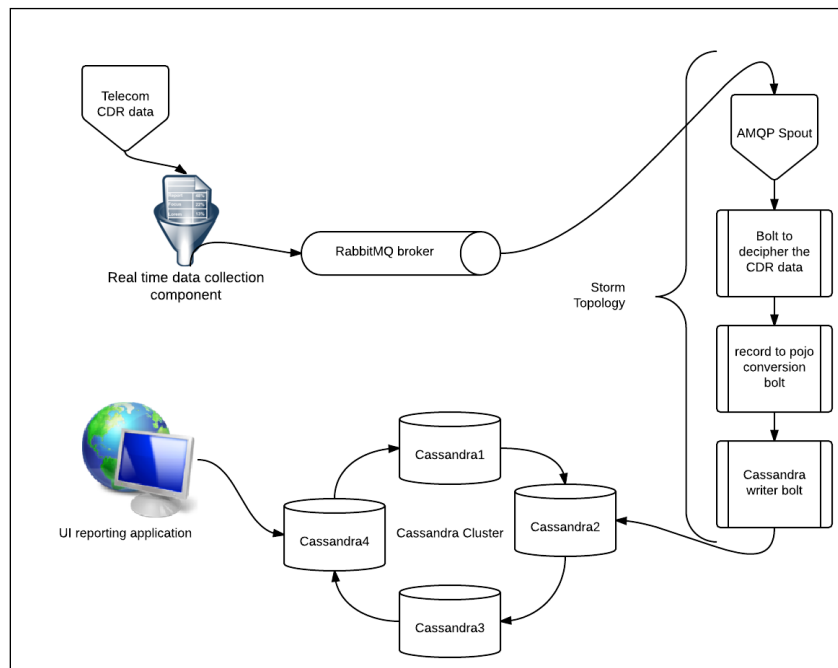 Telecom
CDR data
Real time data collection
component
RabbitMQ broker
AMQP Spout
Bolt to
decipher the
CDR data
Storm
Topology
record to pojo
conversion
bolt
Cassandra
writer bolt
UI reporting application
Cassandra1
Cassandra2
Cassandra4
Cassandra Cluster
Cassandra3